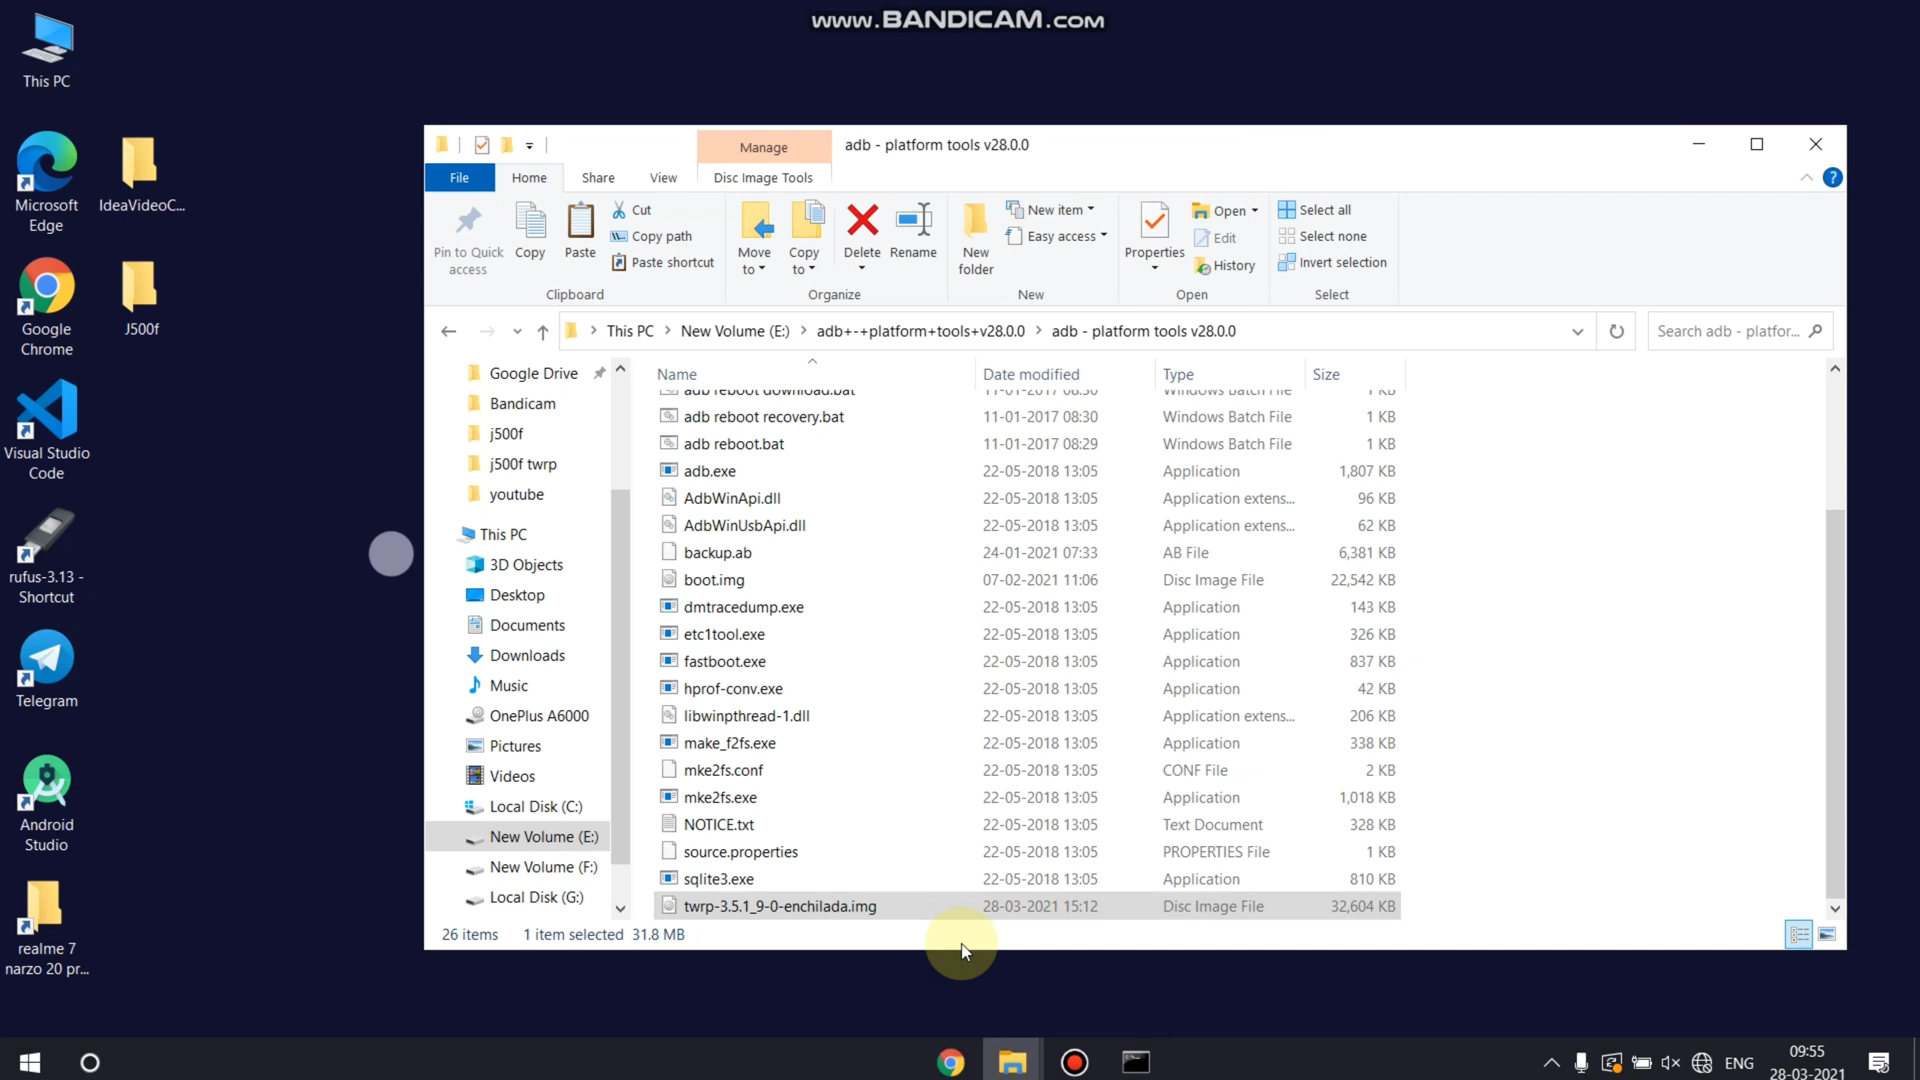 www.BANDICAM.com
This PC
Microsoft
Edge
IdeaVideoC...
Google
Chrome
J500f
Visual Studio
Code
rufus-3.13 -
Shortcut
Telegram
Android
Studio
realme 7
narzo 20 pr...
Manage
adb - platform tools v28.0.0
File
Home
Share
View
Disc Image Tools
?
Pin to Quick
access
Copy
Paste
Cut
Copy path
Paste shortcut
Clipboard
Move
to
Copy
to
Delete
Rename
Organize
New
folder
New item
Easy access
New
Properties
Open
Edit
History
Open
Select all
Select none
Invert selection
Select
This PC
New Volume (E:)
adb+-+platform+tools+v28.0.0
adb - platform tools v28.0.0
Search adb - platfor...
Google Drive
Bandicam
j500f
j500f twrp
youtube
This PC
3D Objects
Desktop
Documents
Downloads
Music
OnePlus A6000
Pictures
Videos
Local Disk (C:)
New Volume (E:)
New Volume (F:)
Local Disk (G:)
Name Date modified Type Size
adb reboot download.bat 11-01-2017 08:30 Windows Batch File 1 KB
adb reboot recovery.bat 11-01-2017 08:30 Windows Batch File 1 KB
adb reboot.bat 11-01-2017 08:29 Windows Batch File 1 KB
adb.exe 22-05-2018 13:05 Application 1,807 KB
AdbWinApi.dll 22-05-2018 13:05 Application extens... 96 KB
AdbWinUsbApi.dll 22-05-2018 13:05 Application extens... 62 KB
backup.ab 24-01-2021 07:33 AB File 6,381 KB
boot.img 07-02-2021 11:06 Disc Image File 22,542 KB
dmtracedump.exe 22-05-2018 13:05 Application 143 KB
etc1tool.exe 22-05-2018 13:05 Application 326 KB
fastboot.exe 22-05-2018 13:05 Application 837 KB
hprof-conv.exe 22-05-2018 13:05 Application 42 KB
libwinpthread-1.dll 22-05-2018 13:05 Application extens... 206 KB
make_f2fs.exe 22-05-2018 13:05 Application 338 KB
mke2fs.conf 22-05-2018 13:05 CONF File 2 KB
mke2fs.exe 22-05-2018 13:05 Application 1,018 KB
NOTICE.txt 22-05-2018 13:05 Text Document 328 KB
source.properties 22-05-2018 13:05 PROPERTIES File 1 KB
sqlite3.exe 22-05-2018 13:05 Application 810 KB
twrp-3.5.1_9-0-enchilada.img 28-03-2021 15:12 Disc Image File 32,604 KB
26 items 1 item selected 31.8 MB
ENG
09:55
28-03-2021